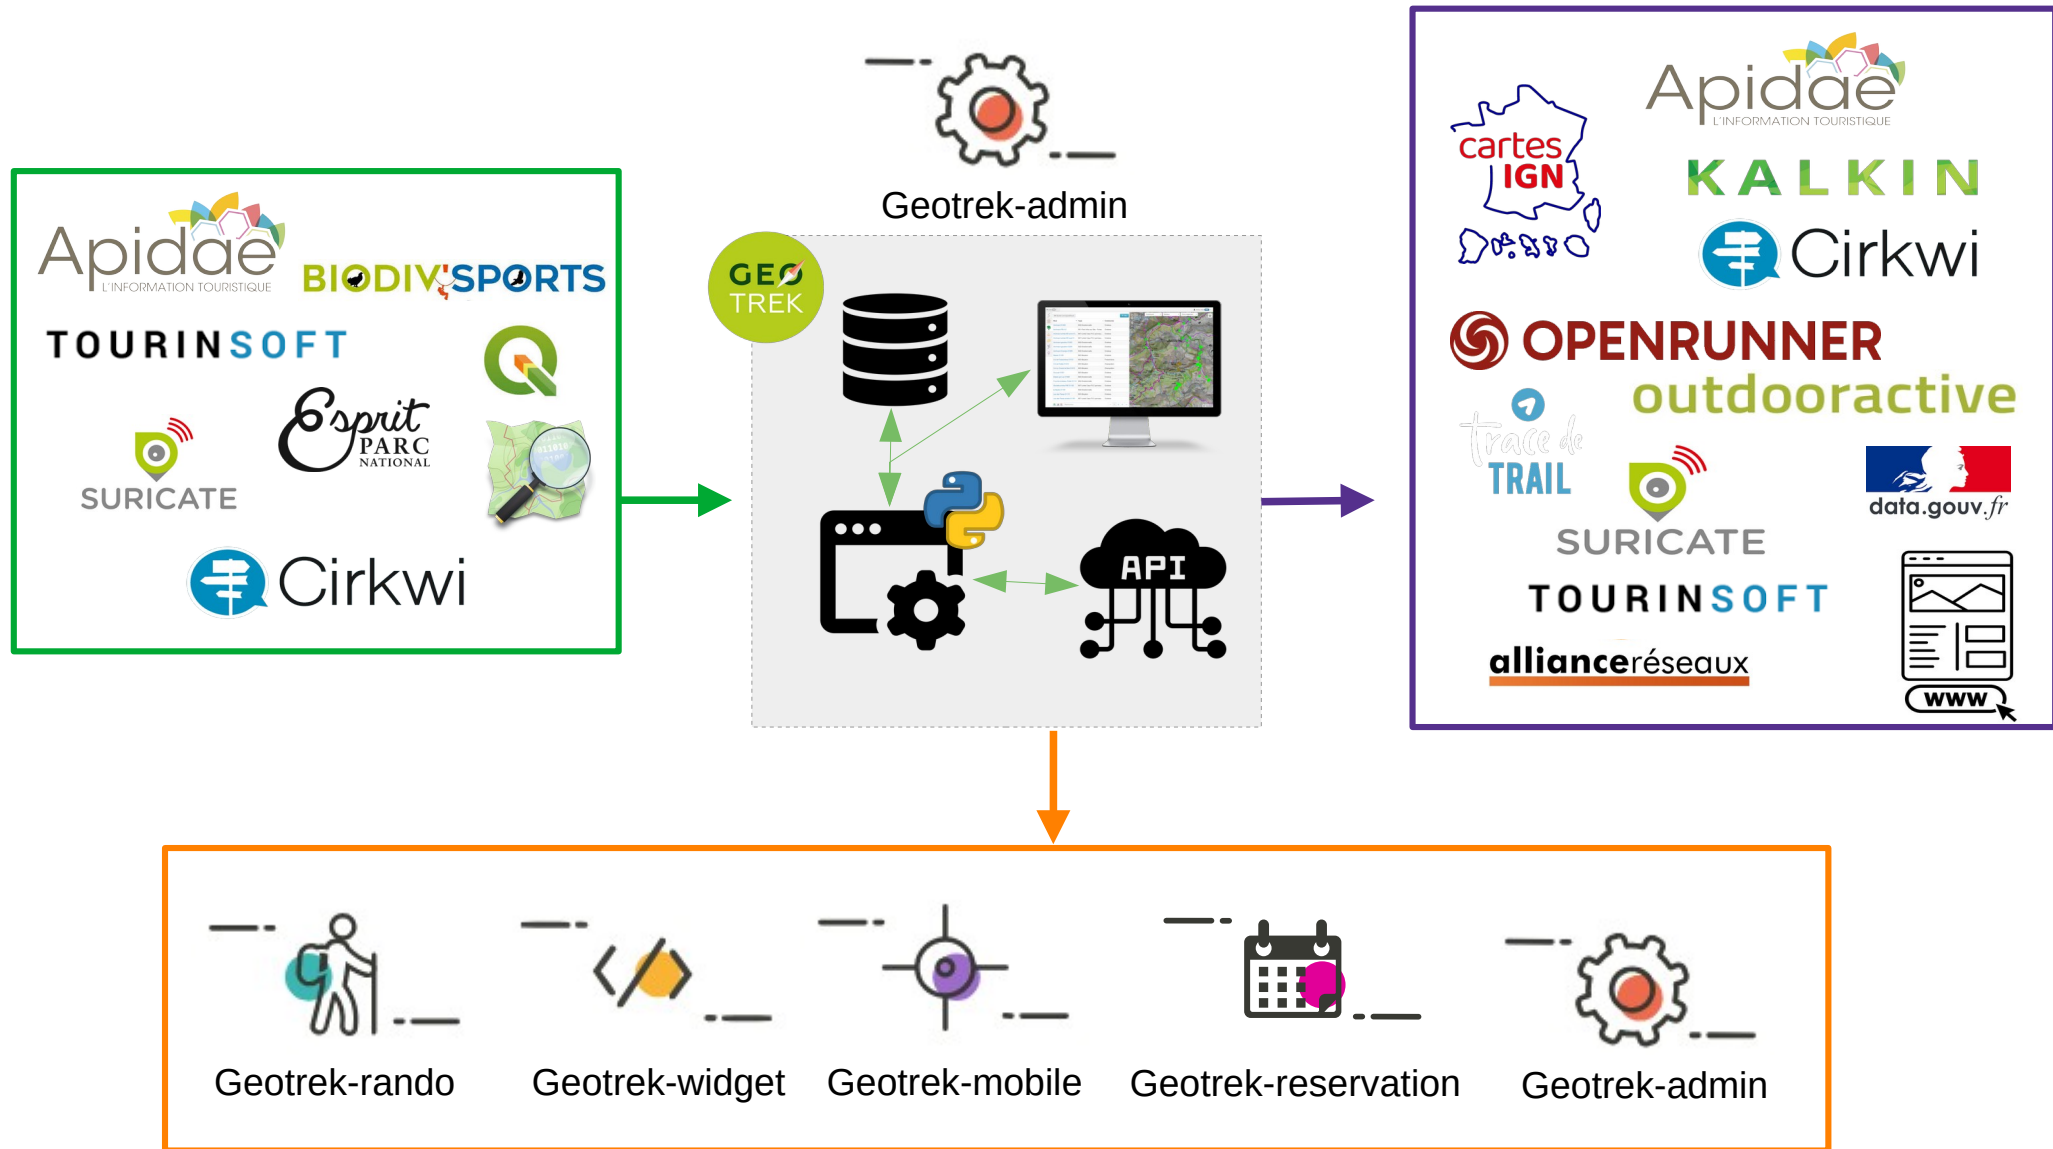 Geotrek-admin
Apidae
L'INFORMATION TOURISTIQUE
BIODIV'SPORTS
TOURINSOFT
Esprit
PARC
NATIONAL
SURICATE
Cirkwi
GEO
TREK
API
cartes
IGN
Apidae
L'INFORMATION TOURISTIQUE
KALKIN
Cirkwi
OPENRUNNER
outdooractive
trace de
TRAIL
SURICATE
data.gouv.fr
TOURINSOFT
allianceréseaux
www
Geotrek-rando
Geotrek-widget
Geotrek-mobile
Geotrek-reservation
Geotrek-admin